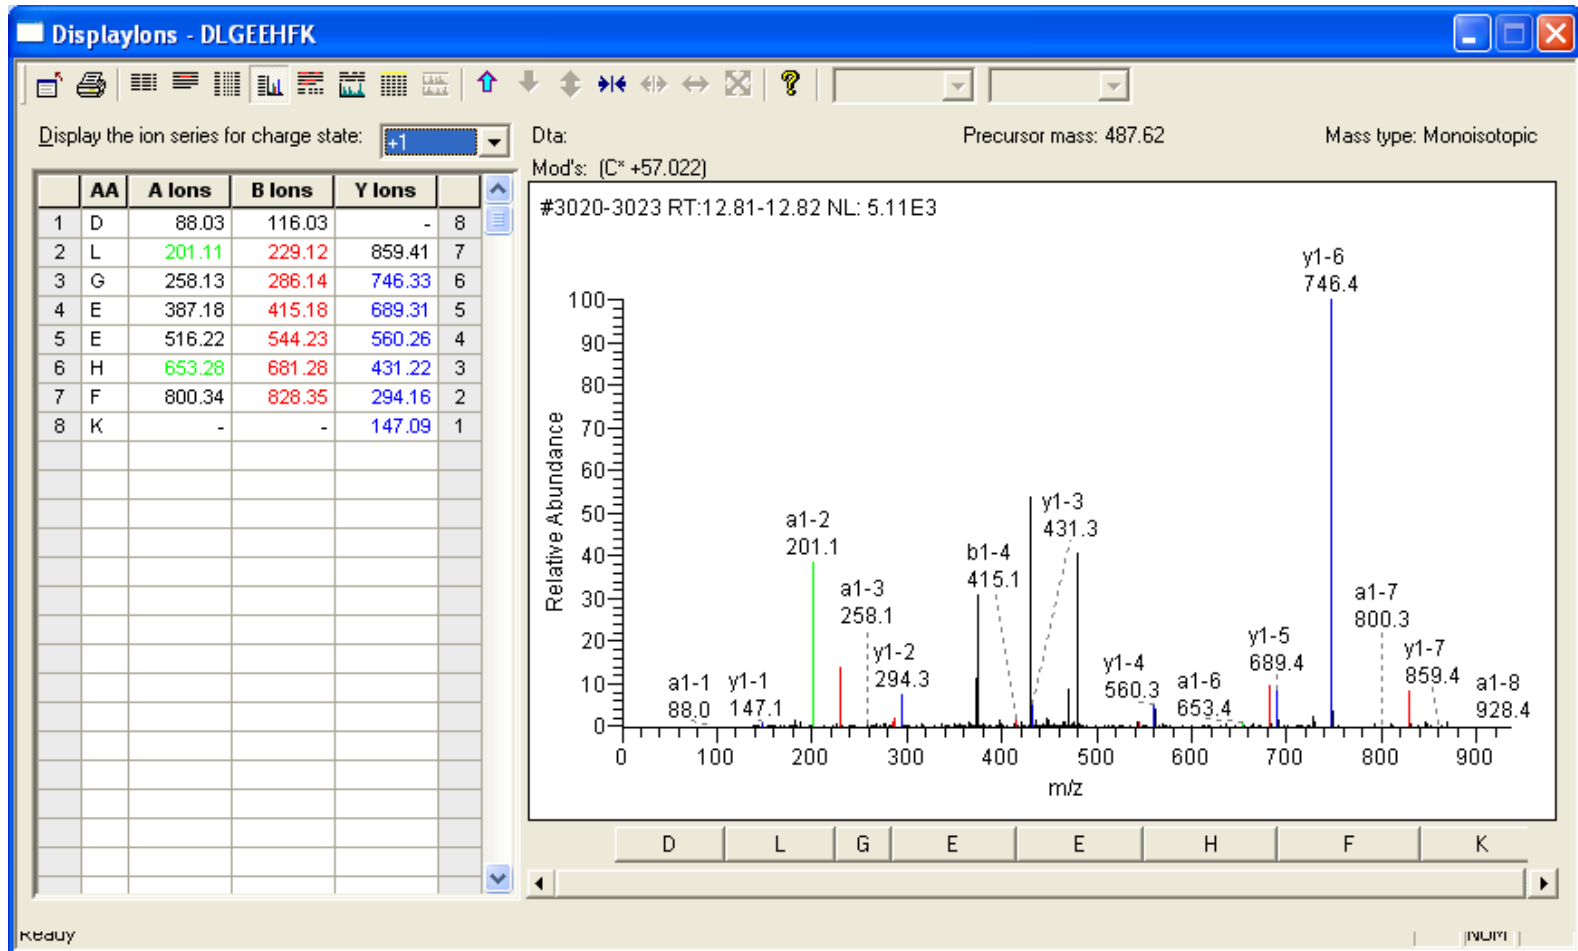 DisplayIons - DLGEEHFK
Display the ion series for charge state: +1
Dta: Precursor mass: 487.62 Mass type: Monoisotopic
Mod's: (C* +57.022)
AA A Ions B Ions Y Ions
1 D 88.03 116.03 - 8
2 L 201.11 229.12 859.41 7
3 G 258.13 286.14 746.33 6
4 E 387.18 415.18 689.31 5
5 E 516.22 544.23 560.26 4
6 H 653.28 681.28 431.22 3
7 F 800.34 828.35 294.16 2
8 K - - 147.09 1
#3020-3023 RT:12.81-12.82 NL: 5.11E3
y1-6
746.4
100
90
80
70
60
50
40
30
20
10
0
Relative Abundance
a1-1
88.0
y1-1
147.1
a1-2
201.1
a1-3
258.1
y1-2
294.3
b1-4
415.1
y1-3
431.3
y1-4
560.3
a1-6
653.4
y1-5
689.4
a1-7
800.3
y1-7
859.4
a1-8
928.4
0 100 200 300 400 500 600 700 800 900
m/z
D L G E E H F K
Ready NUM